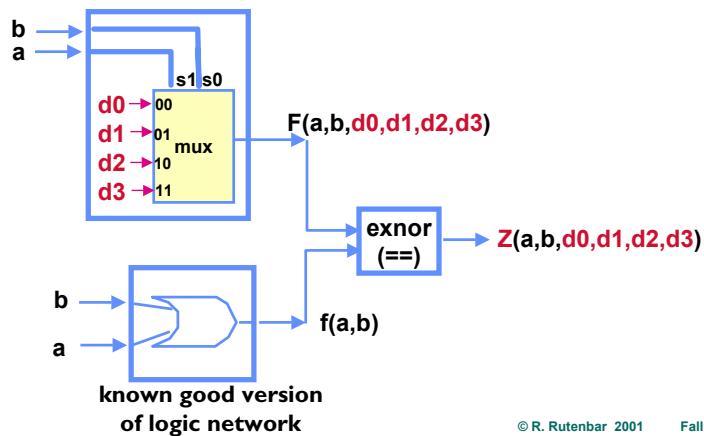 b
a
s1 s0
d0 00
d1 01
mux
d2 10
d3 11
F(a,b,d0,d1,d2,d3)
exnor
(==)
Z(a,b,d0,d1,d2,d3)
b
a
f(a,b)
known good version
of logic network
© R. Rutenbar 2001 Fall